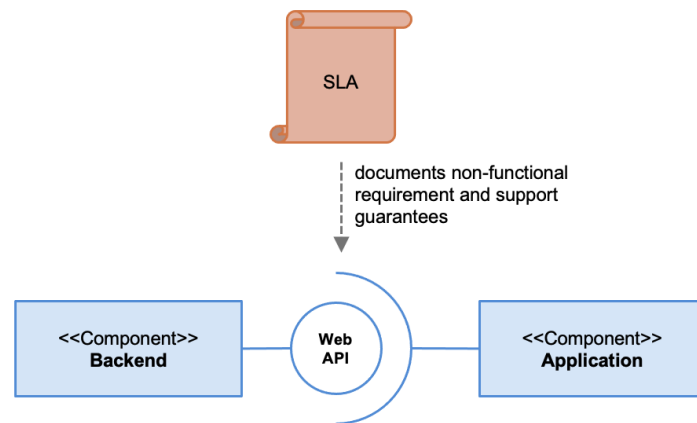 SLA
documents non-functional
requirement and support
guarantees
<<Component>>
Backend
Web
API
<<Component>>
Application